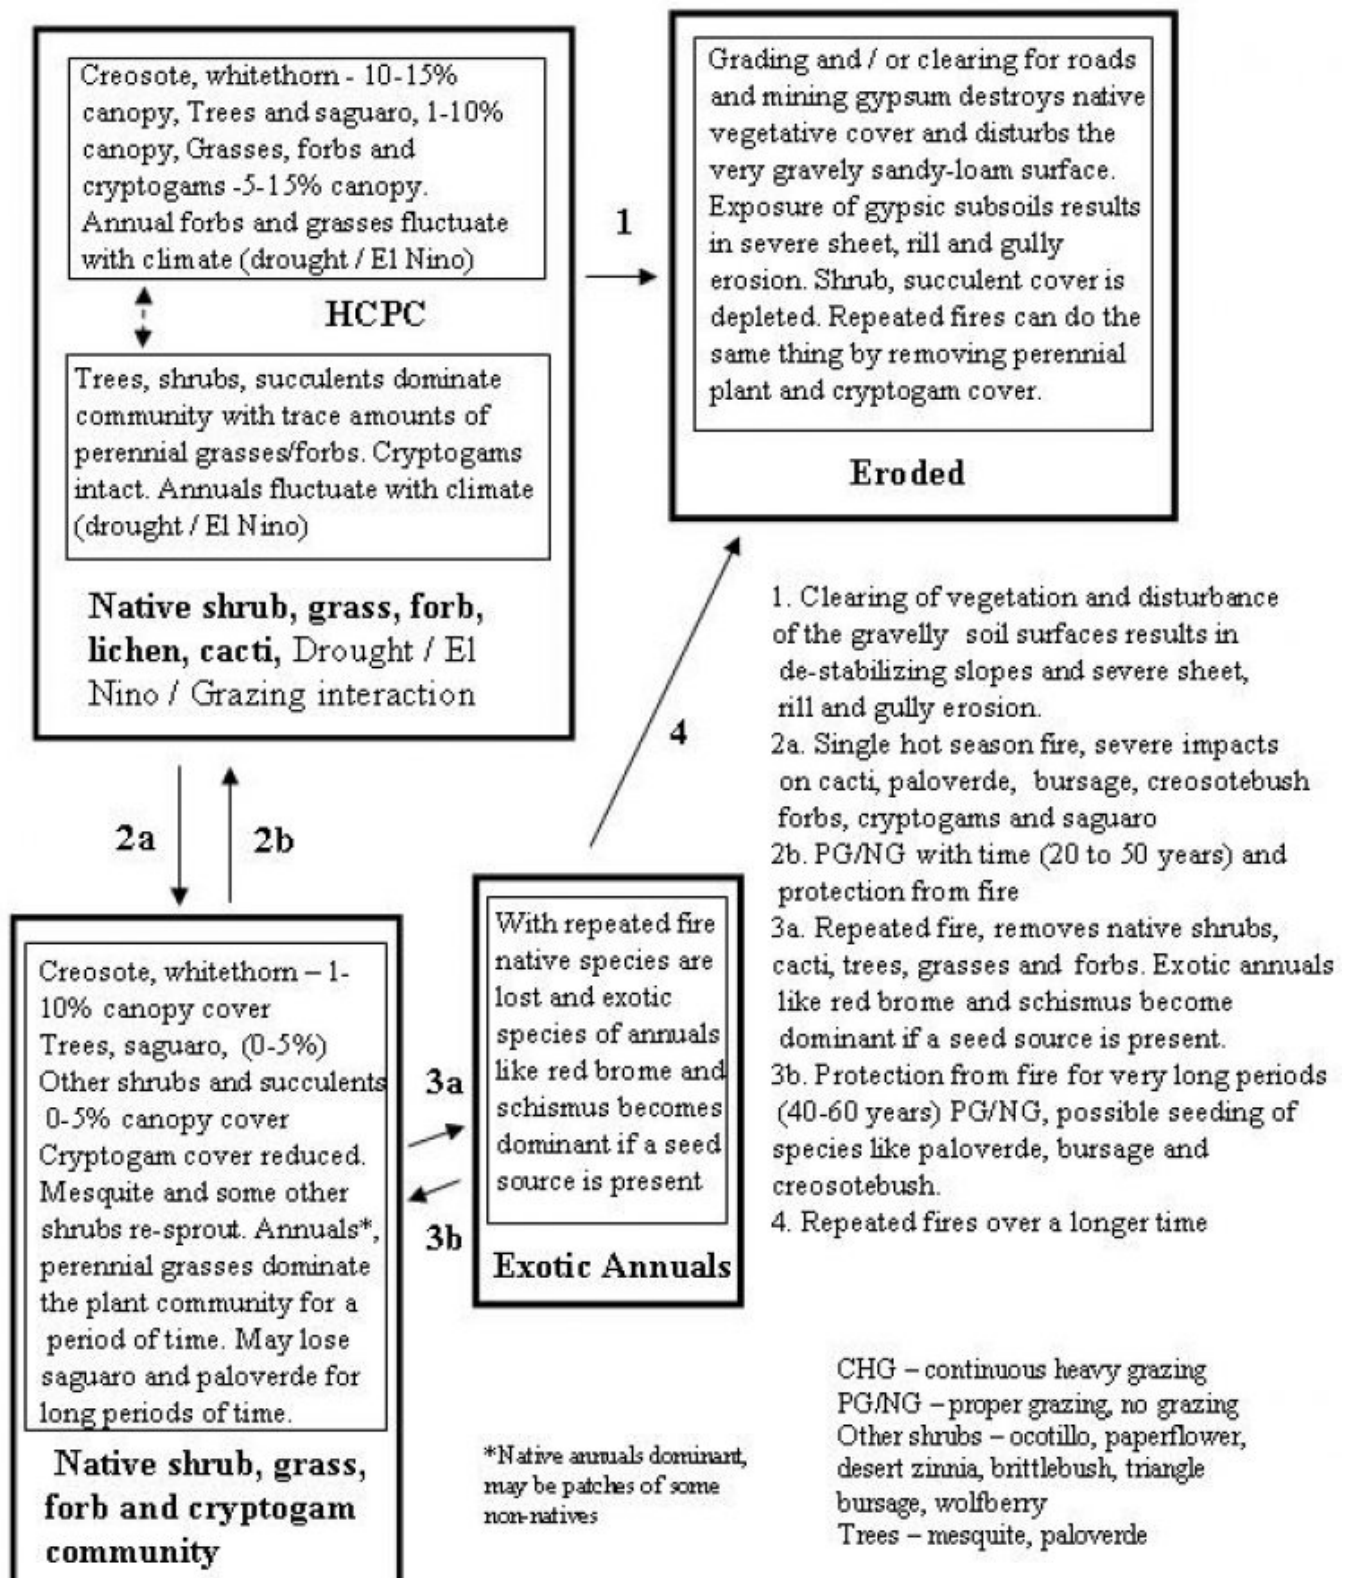 Creosote, whitethorn - 10-15%
canopy, Trees and saguaro, 1-10%
canopy, Grasses, forbs and
cryptogams -5-15% canopy.
Annual forbs and grasses fluctuate
with climate (drought / El Nino)
HCPC
Trees, shrubs, succulents dominate
community with trace amounts of
perennial grasses/forbs. Cryptogams
intact. Annuals fluctuate with climate
(drought / El Nino)
Native shrub, grass, forb,
lichen, cacti, Drought / El
Nino / Grazing interaction
1
Grading and / or clearing for roads
and mining gypsum destroys native
vegetative cover and disturbs the
very gravely sandy-loam surface.
Exposure of gypsic subsoils results
in severe sheet, rill and gully
erosion. Shrub, succulent cover is
depleted. Repeated fires can do the
same thing by removing perennial
plant and cryptogam cover.
Eroded
2a
2b
4
Creosote, whitethorn – 1-
10% canopy cover
Trees, saguaro, (0-5%)
Other shrubs and succulents
0-5% canopy cover
Cryptogam cover reduced.
Mesquite and some other
shrubs re-sprout. Annuals*,
perennial grasses dominate
the plant community for a
period of time. May lose
saguaro and paloverde for
long periods of time.
Native shrub, grass,
forb and cryptogam
community
3a
3b
With repeated fire
native species are
lost and exotic
species of annuals
like red brome and
schismus becomes
dominant if a seed
source is present
Exotic Annuals
1. Clearing of vegetation and disturbance
of the gravelly soil surfaces results in
de-stabilizing slopes and severe sheet,
rill and gully erosion.
2a. Single hot season fire, severe impacts
on cacti, paloverde, bursage, creosotebush
forbs, cryptogams and saguaro
2b. PG/NG with time (20 to 50 years) and
protection from fire
3a. Repeated fire, removes native shrubs,
cacti, trees, grasses and forbs. Exotic annuals
like red brome and schismus become
dominant if a seed source is present.
3b. Protection from fire for very long periods
(40-60 years) PG/NG, possible seeding of
species like paloverde, bursage and
creosotebush.
4. Repeated fires over a longer time
*Native annuals dominant,
may be patches of some
non-natives
CHG – continuous heavy grazing
PG/NG – proper grazing, no grazing
Other shrubs – ocotillo, paperflower,
desert zinnia, brittlebush, triangle
bursage, wolfberry
Trees – mesquite, paloverde